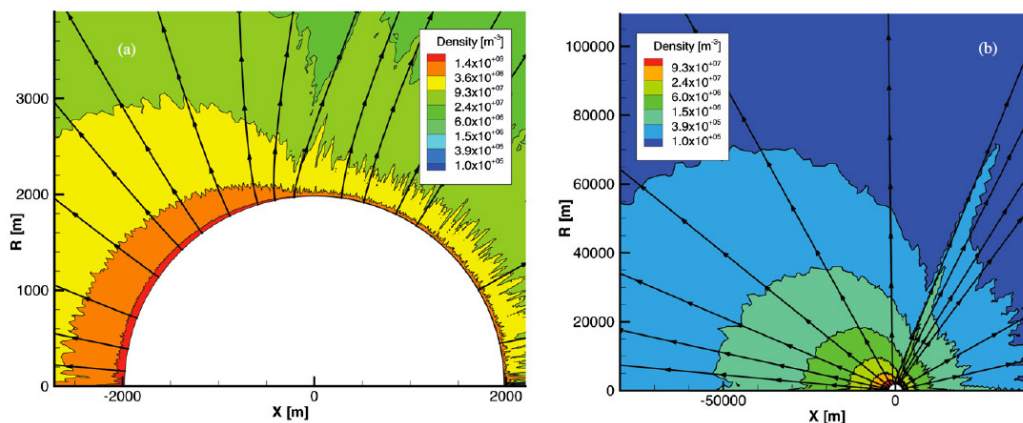 (a)
Density [m⁻³]
1.4x10⁺⁰⁹
3.6x10⁺⁰⁸
9.3x10⁺⁰⁷
2.4x10⁺⁰⁷
6.0x10⁺⁰⁶
1.5x10⁺⁰⁶
3.9x10⁺⁰⁵
1.0x10⁺⁰⁵
R [m]
3000
2000
1000
0
-2000
0
2000
X [m]
(b)
Density [m⁻³]
9.3x10⁺⁰⁷
2.4x10⁺⁰⁷
6.0x10⁺⁰⁶
1.5x10⁺⁰⁶
3.9x10⁺⁰⁵
1.0x10⁺⁰⁵
R [m]
100000
80000
60000
40000
20000
0
-50000
0
X [m]